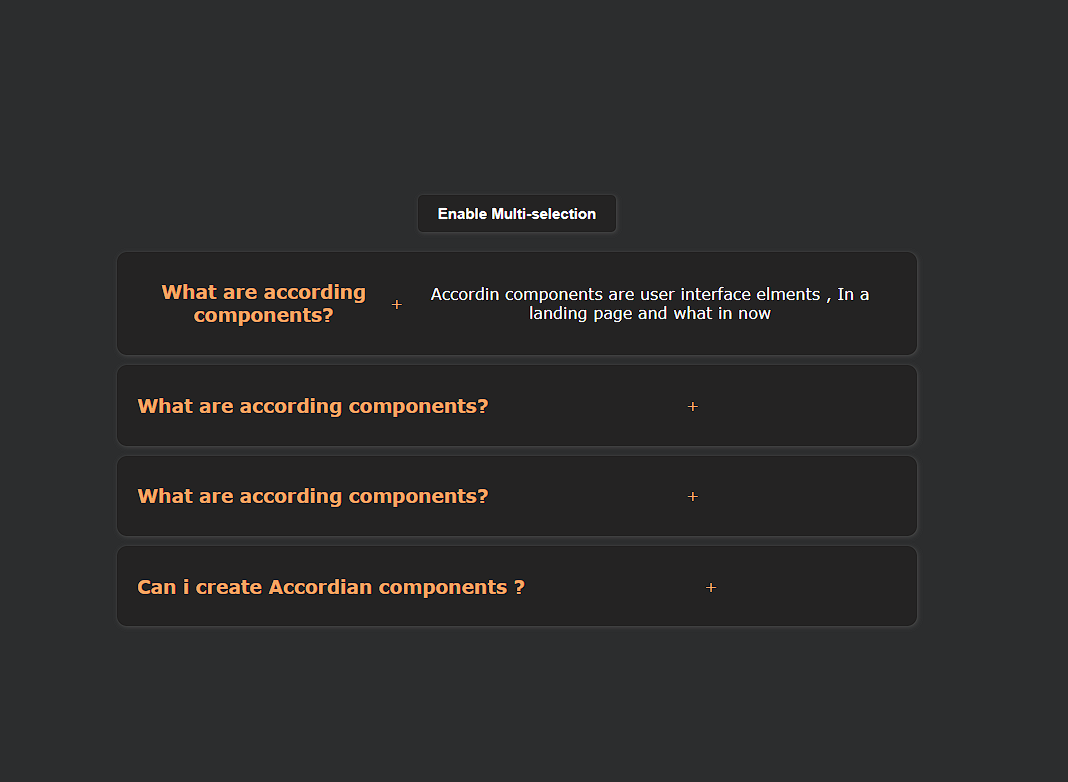 Enable Multi-selection
What are according
components?
+
Accordin components are user interface elments , In a
landing page and what in now
What are according components?
+
What are according components?
+
Can i create Accordian components ?
+